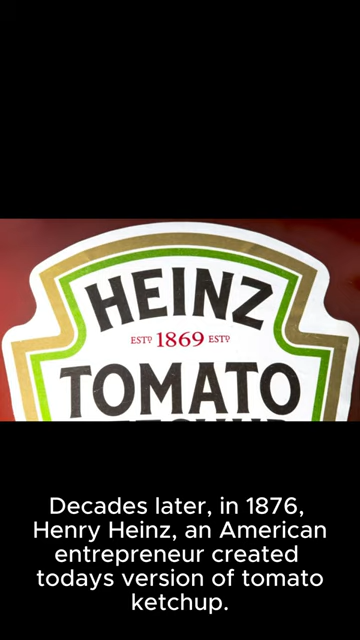 HEINZ
ESTD 1869 ESTD
TOMATO
Decades later, in 1876,
Henry Heinz, an American
entrepreneur created
todays version of tomato
ketchup.